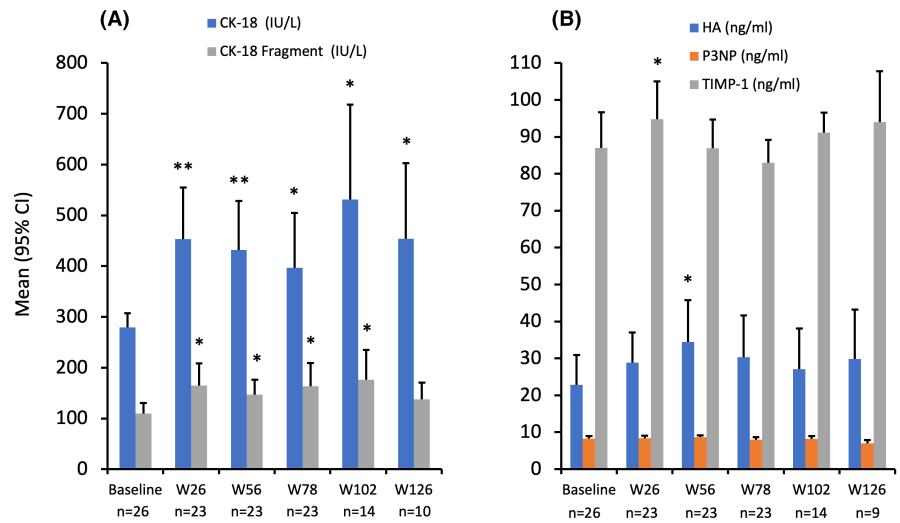 (A)
CK-18 (IU/L)
CK-18 Fragment (IU/L)
Mean (95% CI)
800
700
600
500
400
300
200
100
0
**
*
**
*
*
*
*
*
*
*
Baseline W26 W56 W78 W102 W126
n=26 n=23 n=23 n=23 n=14 n=10
(B)
HA (ng/ml)
P3NP (ng/ml)
TIMP-1 (ng/ml)
110
100
90
80
70
60
50
40
30
20
10
0
*
*
Baseline W26 W56 W78 W102 W126
n=26 n=23 n=23 n=23 n=14 n=9